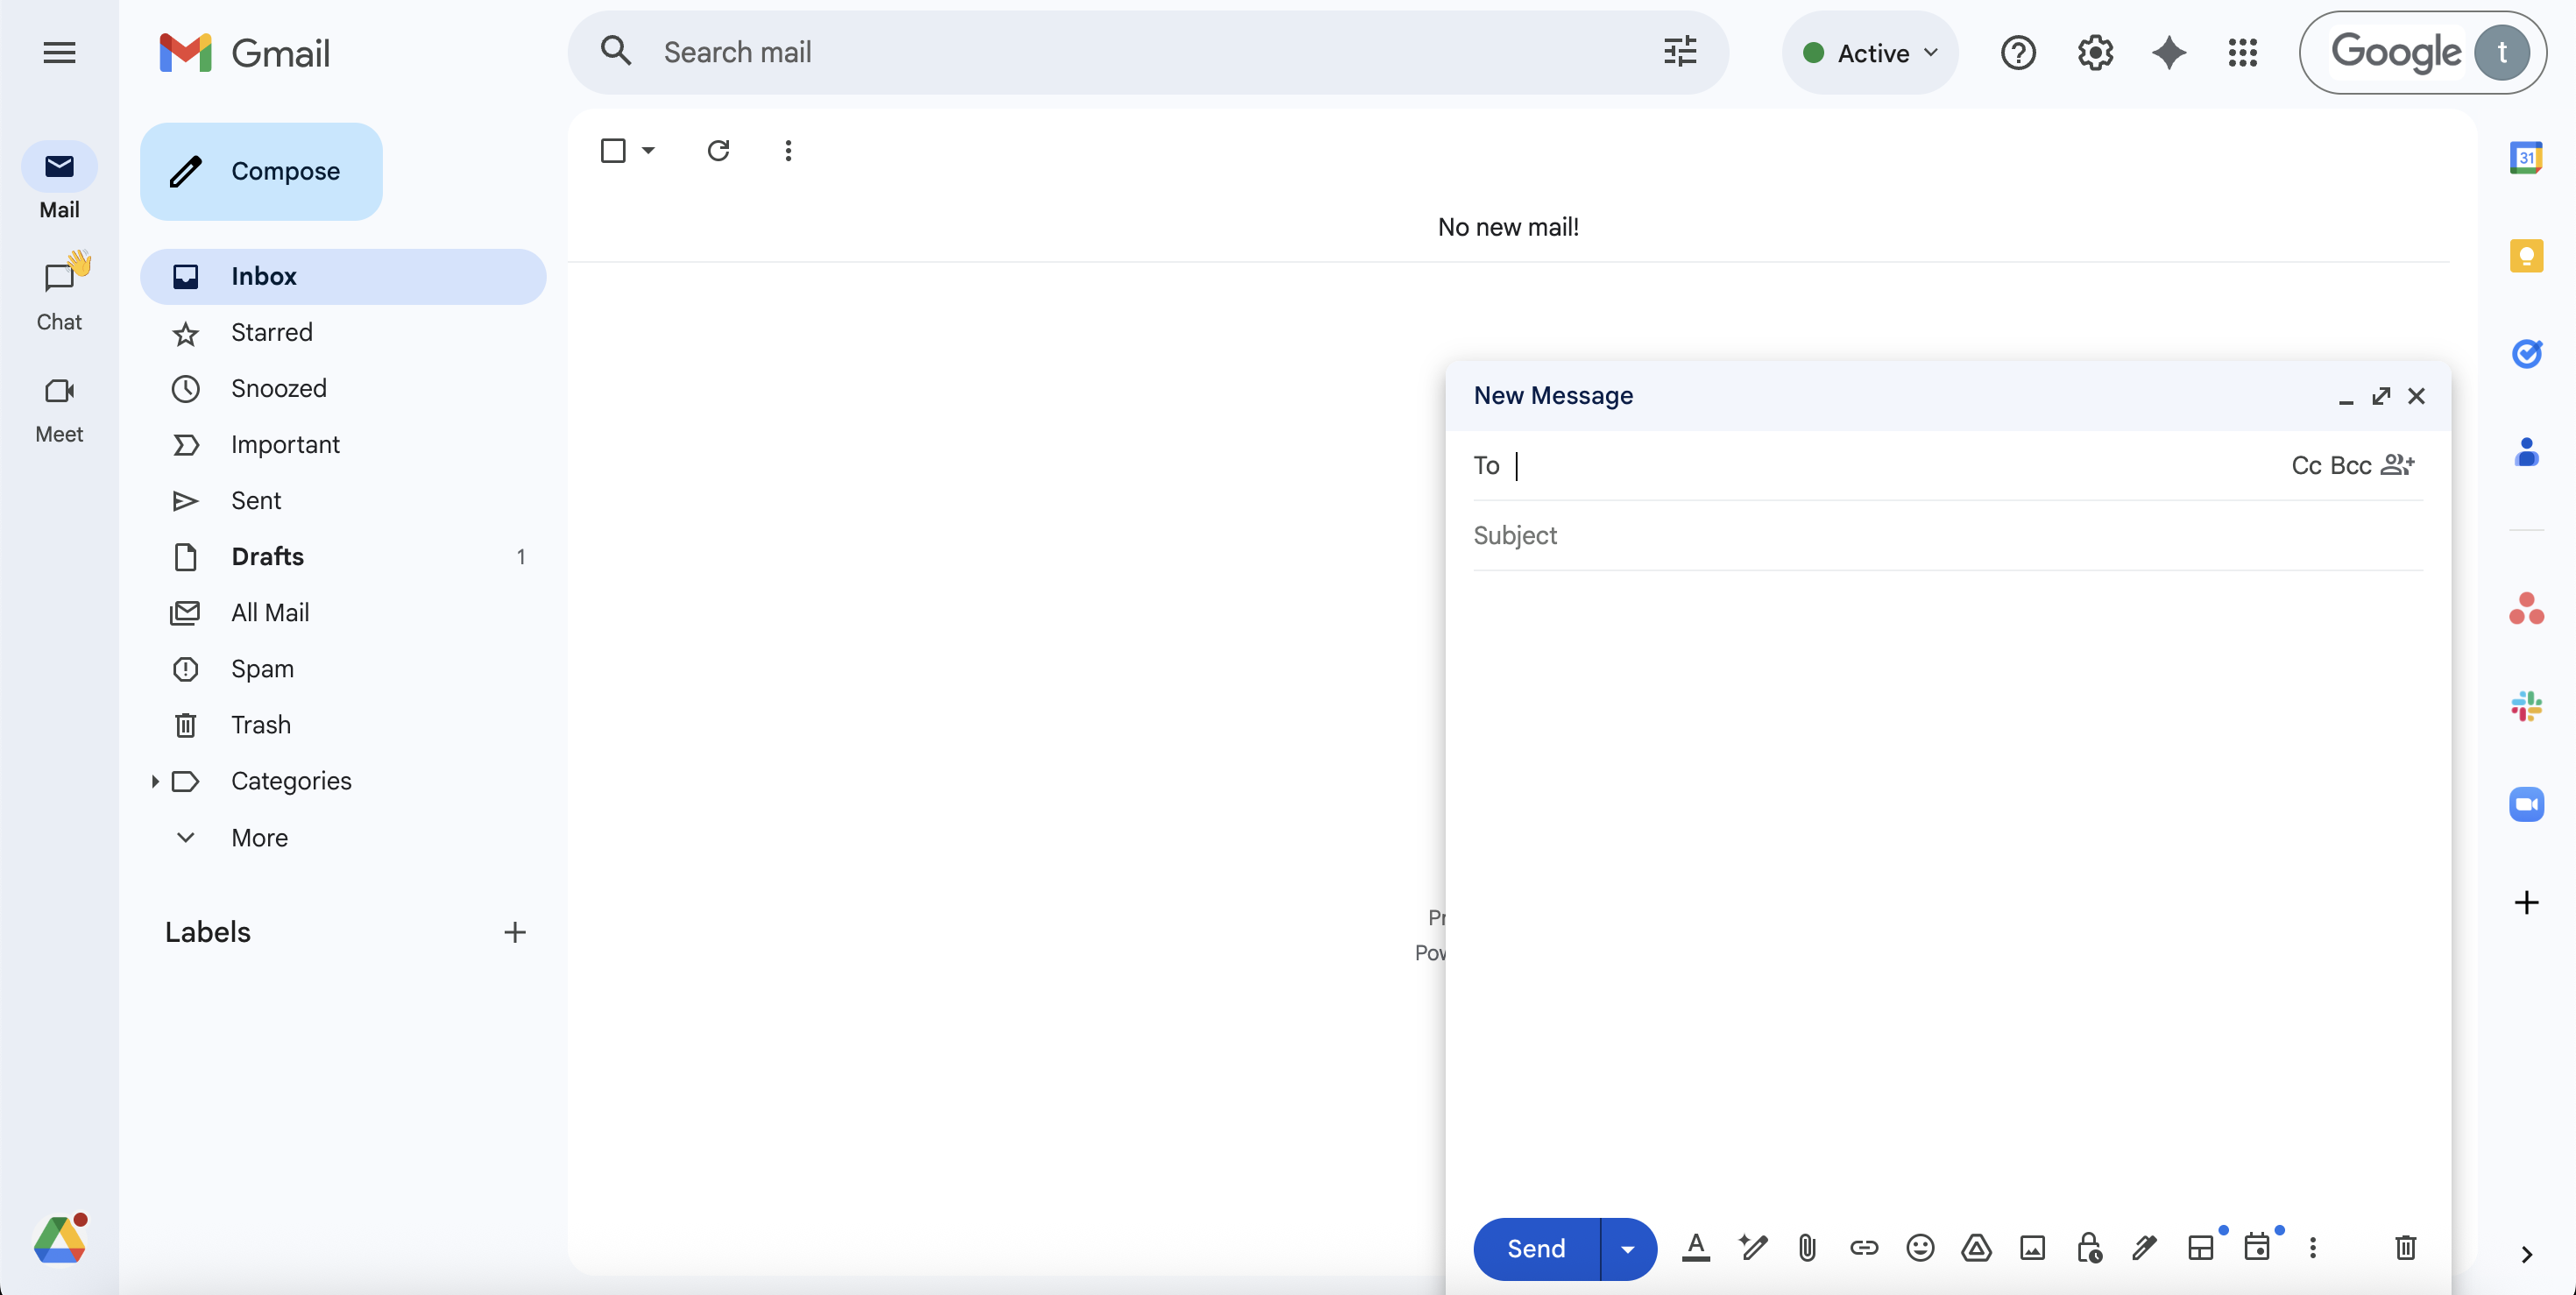 Gmail
Search mail
Active
Google
t
Mail
Chat
Meet
Compose
Inbox
Starred
Snoozed
Important
Sent
Drafts 1
All Mail
Spam
Trash
Categories
More
Labels
No new mail!
New Message
To Cc Bcc
Subject
Pr
Pow
Send
31